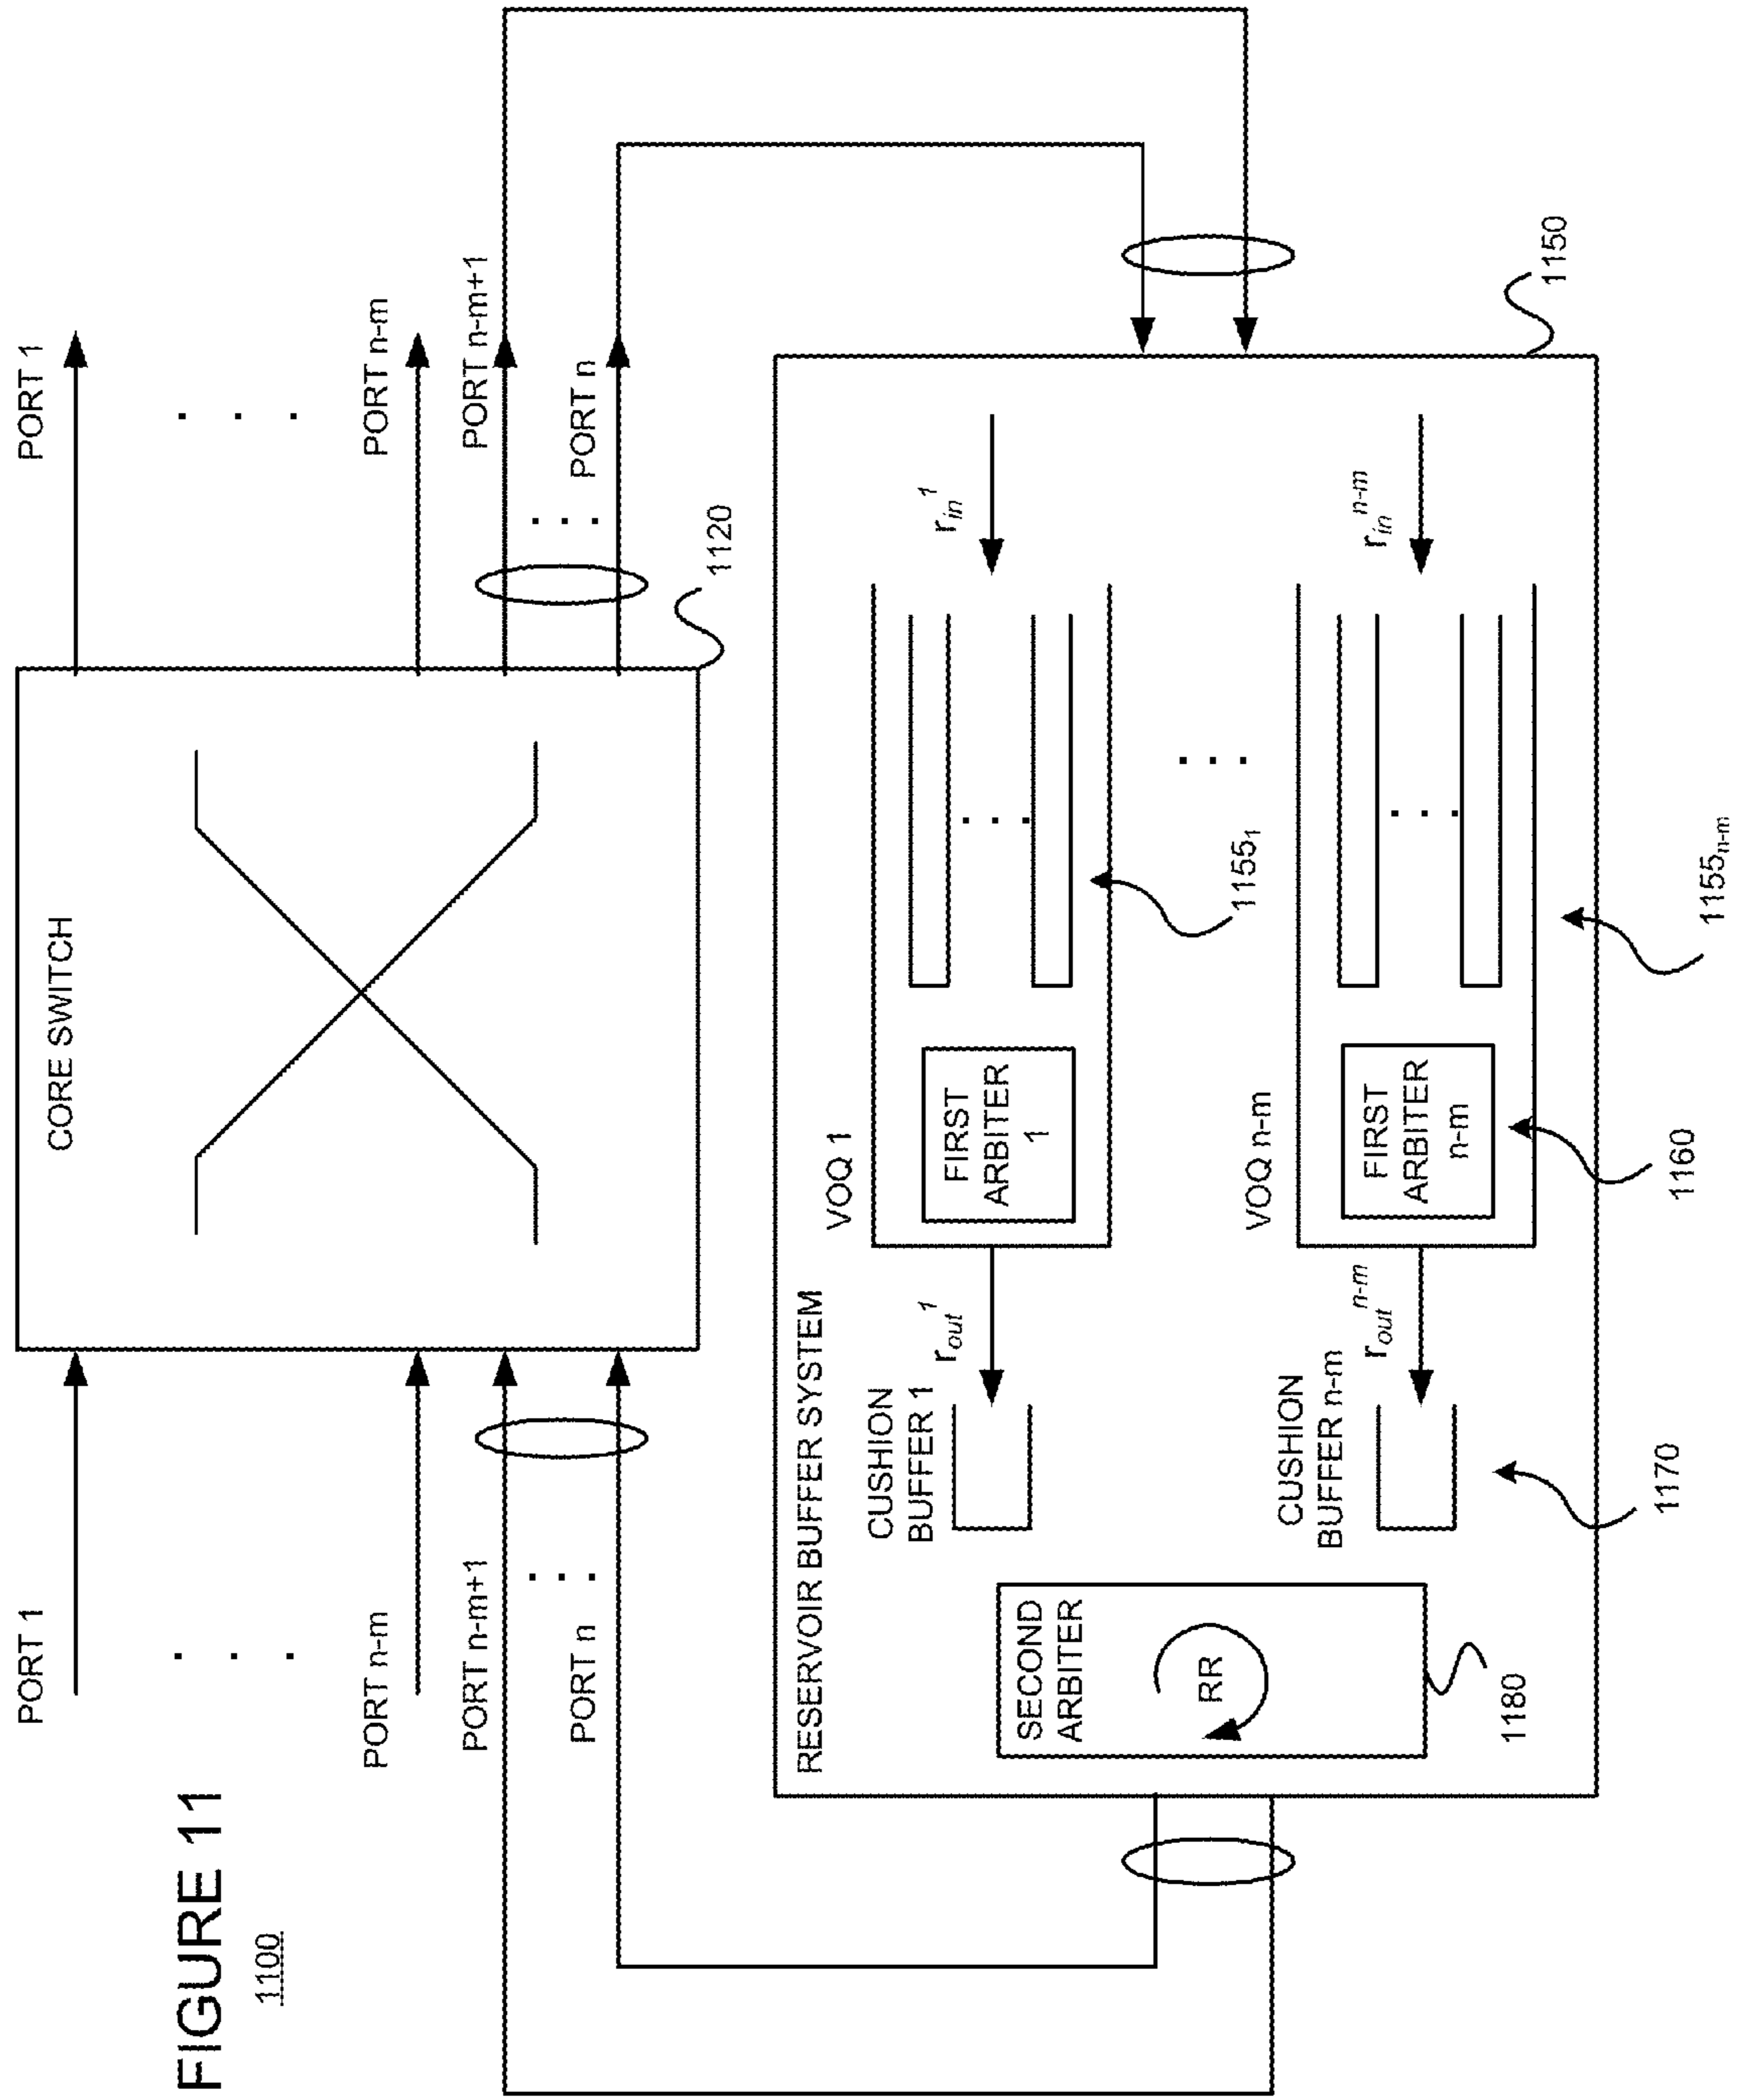 FIGURE 11
1100
PORT 1
. . .
PORT n-m
PORT n-m+1
. . .
PORT n
CORE SWITCH
1120
PORT 1
. . .
PORT n-m
PORT n-m+1
. . .
PORT n
RESERVOIR BUFFER SYSTEM
1150
SECOND
ARBITER
RR
1180
CUSHION
BUFFER 1
r_out^1
VOQ 1
FIRST
ARBITER
1
. . .
1155_1
r_in^1
. . .
CUSHION
BUFFER n-m
1170
r_out^n-m
VOQ n-m
FIRST
ARBITER
n-m
1160
. . .
1155_n-m
r_in^n-m